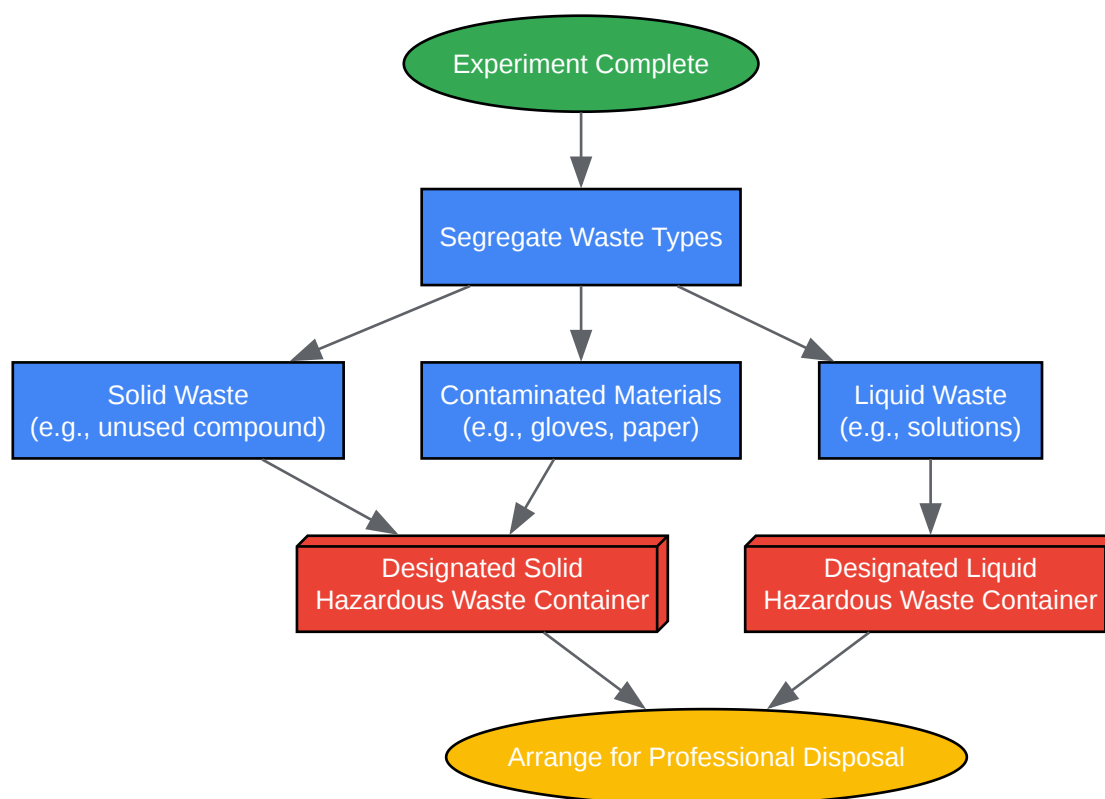 Experiment Complete
Segregate Waste Types
Solid Waste
(e.g., unused compound)
Contaminated Materials
(e.g., gloves, paper)
Liquid Waste
(e.g., solutions)
Designated Solid
Hazardous Waste Container
Designated Liquid
Hazardous Waste Container
Arrange for Professional Disposal